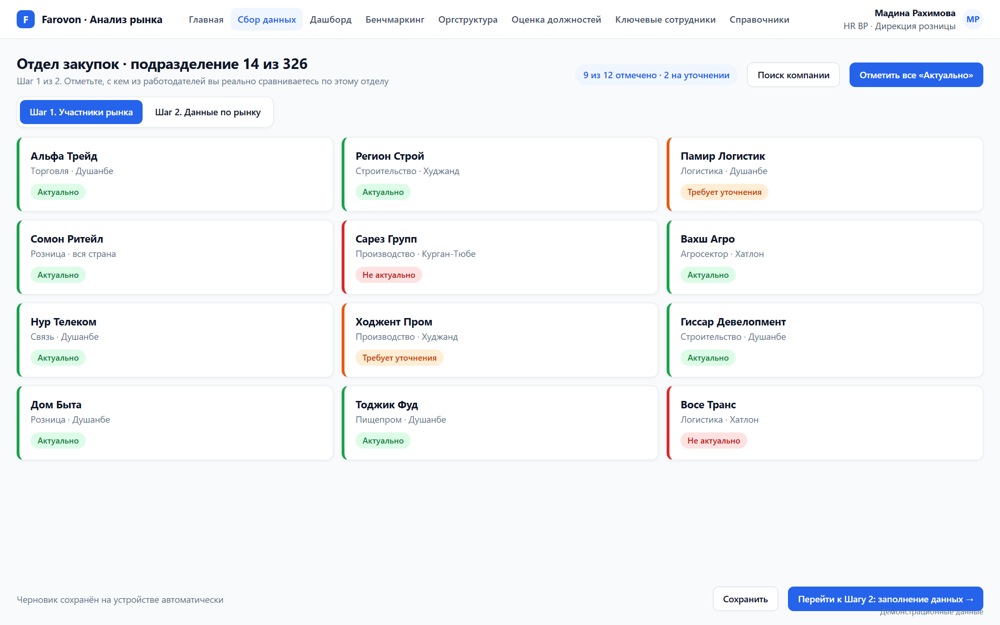 F
Farovon · Анализ рынка
Главная
Сбор данных
Дашборд
Бенчмаркинг
Оргструктура
Оценка должностей
Ключевые сотрудники
Справочники
Мадина Рахимова
HR BP · Дирекция розницы
МР
Отдел закупок · подразделение 14 из 326
Шаг 1 из 2. Отметьте, с кем из работодателей вы реально сравниваетесь по этому отделу
9 из 12 отмечено · 2 на уточнении
Поиск компании
Отметить все «Актуально»
Шаг 1. Участники рынка
Шаг 2. Данные по рынку
Альфа Трейд
Торговля · Душанбе
Актуально
Регион Строй
Строительство · Худжанд
Актуально
Памир Логистик
Логистика · Душанбе
Требует уточнения
Сомон Ритейл
Розница · вся страна
Актуально
Сарез Групп
Производство · Курган-Тюбе
Не актуально
Вахш Агро
Агросектор · Хатлон
Актуально
Нур Телеком
Связь · Душанбе
Актуально
Ходжент Пром
Производство · Худжанд
Требует уточнения
Гиссар Девелопмент
Строительство · Душанбе
Актуально
Дом Быта
Розница · Душанбе
Актуально
Тоджик Фуд
Пищепром · Душанбе
Актуально
Восе Транс
Логистика · Хатлон
Не актуально
Черновик сохранён на устройстве автоматически
Сохранить
Перейти к Шагу 2: заполнение данных →
Демонстрационные данные